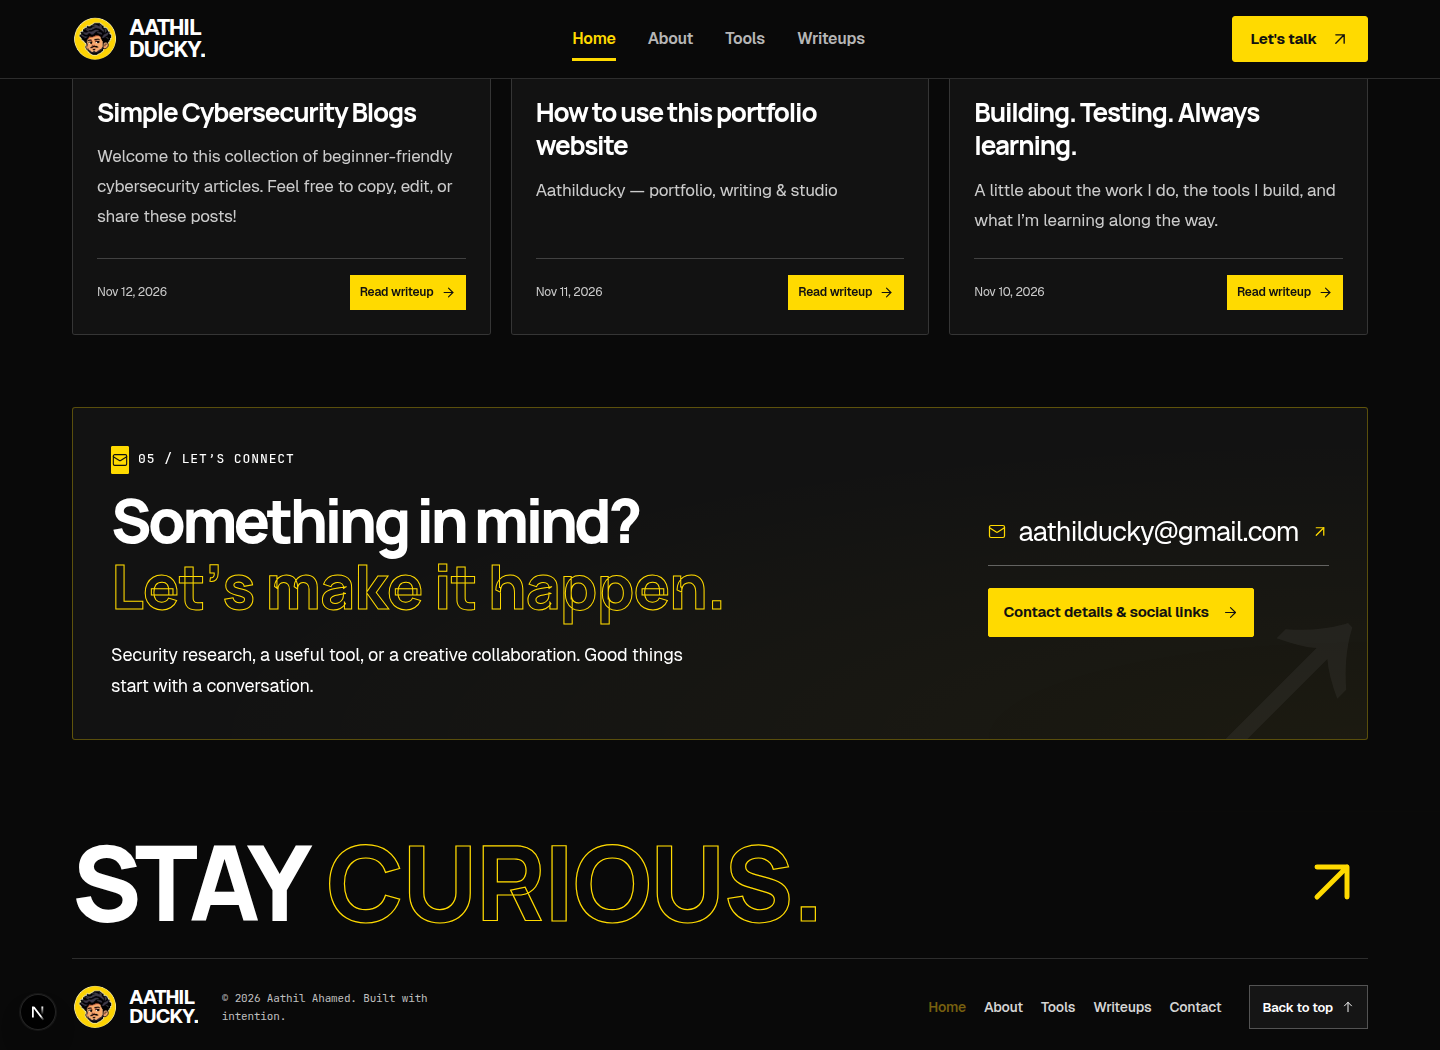 AATHIL
DUCKY.
Home
About
Tools
Writeups
Let's talk
Simple Cybersecurity Blogs
Welcome to this collection of beginner-friendly
cybersecurity articles. Feel free to copy, edit, or
share these posts!
Nov 12, 2026
Read writeup
How to use this portfolio
website
Aathilducky — portfolio, writing & studio
Nov 11, 2026
Read writeup
Building. Testing. Always
learning.
A little about the work I do, the tools I build, and
what I’m learning along the way.
Nov 10, 2026
Read writeup
05 / LET’S CONNECT
Something in mind?
Let’s make it happen.
Security research, a useful tool, or a creative collaboration. Good things
start with a conversation.
aathilducky@gmail.com
Contact details & social links
STAY CURIOUS.
N
AATHIL
DUCKY.
© 2026 Aathil Ahamed. Built with
intention.
Home
About
Tools
Writeups
Contact
Back to top